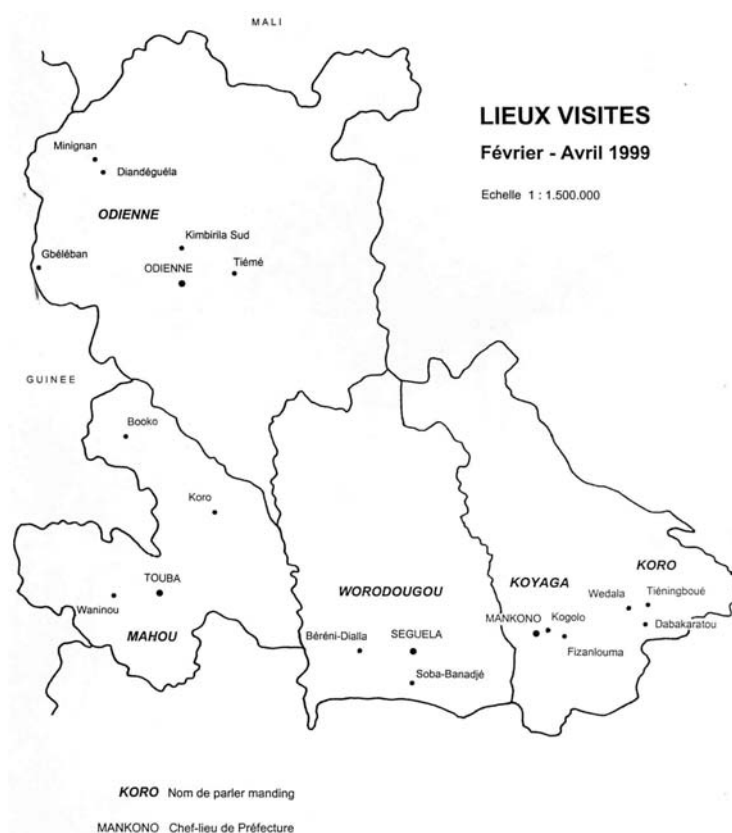 MALI
LIEUX VISITES
Février - Avril 1999
Echelle 1 : 1.500.000
Minignan
Diandéguéla
ODIENNE
Kimbirila Sud
Gbéléban
ODIENNE
Tiémé
GUINEE
Booko
Koro
TOUBA
Waninou
MAHOU
WORODOUGOU
Béréni-Dialla
SEGUELA
Soba-Banadjé
KOYAGA
KORO
Wedala
Tiéningboué
MANKONO
Kogolo
Dabakaratou
Fizanlouma
KORO Nom de parler manding
MANKONO Chef-lieu de Préfecture